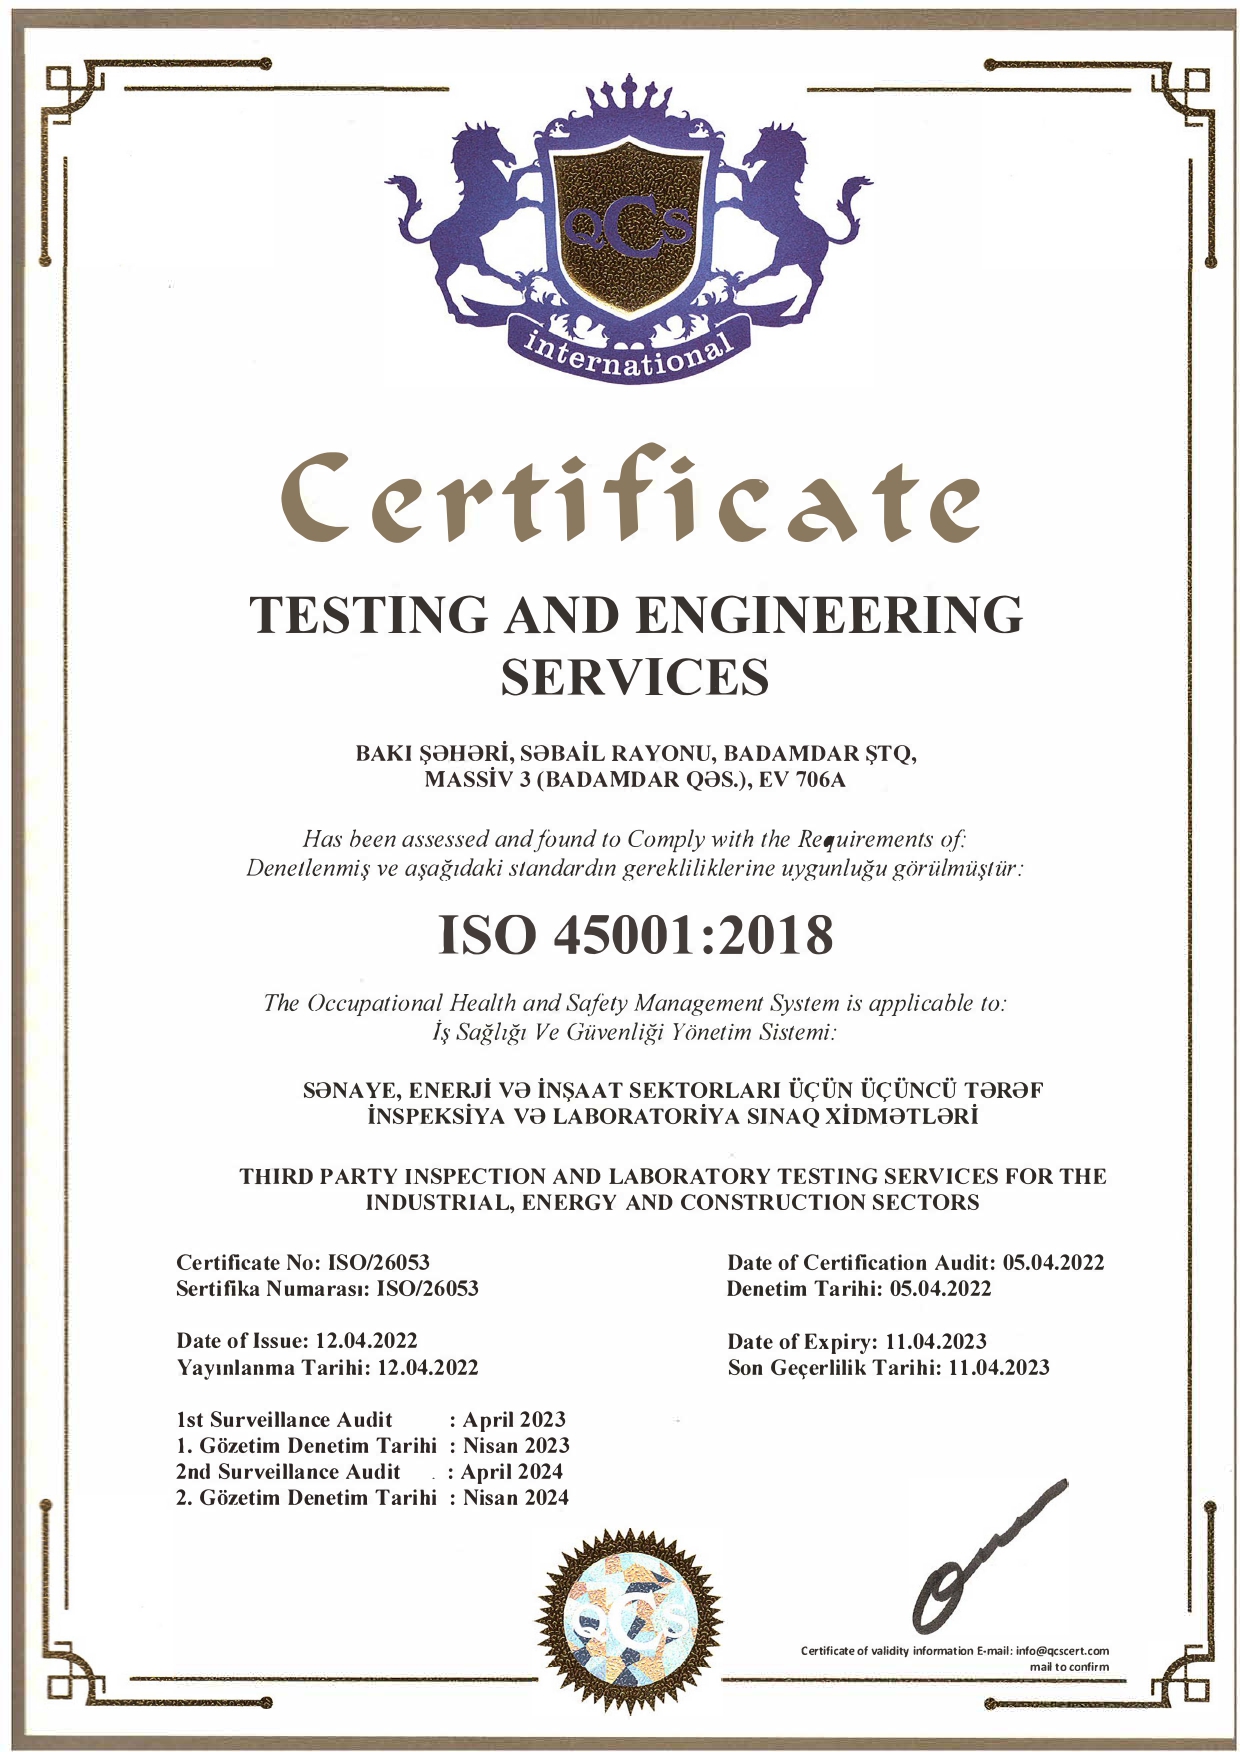 QCS
international
Certificate
TESTING AND ENGINEERING
SERVICES
BAKI ŞƏHƏRİ, SƏBAİL RAYONU, BADAMDAR ŞTQ,
MASSİV 3 (BADAMDAR QƏS.), EV 706A
Has been assessed and found to Comply with the Requirements of:
Denetlenmiş ve aşağıdaki standardın gerekliliklerine uygunluğu görülmüştür:
ISO 45001:2018
The Occupational Health and Safety Management System is applicable to:
İş Sağlığı Ve Güvenliği Yönetim Sistemi:
SƏNAYE, ENERJİ VƏ İNŞAAT SEKTORLARI ÜÇÜN ÜÇÜNCÜ TƏRƏF
İNSPEKSİYA VƏ LABORATORİYA SINAQ XİDMƏTLƏRİ
THIRD PARTY INSPECTION AND LABORATORY TESTING SERVICES FOR THE
INDUSTRIAL, ENERGY AND CONSTRUCTION SECTORS
Certificate No: ISO/26053
Sertifika Numarası: ISO/26053
Date of Certification Audit: 05.04.2022
Denetim Tarihi: 05.04.2022
Date of Issue: 12.04.2022
Yayınlanma Tarihi: 12.04.2022
Date of Expiry: 11.04.2023
Son Geçerlilik Tarihi: 11.04.2023
1st Surveillance Audit : April 2023
1. Gözetim Denetim Tarihi : Nisan 2023
2nd Surveillance Audit : April 2024
2. Gözetim Denetim Tarihi : Nisan 2024
QCS
Certificate of validity information E-mail: info@qcscert.com
mail to confirm